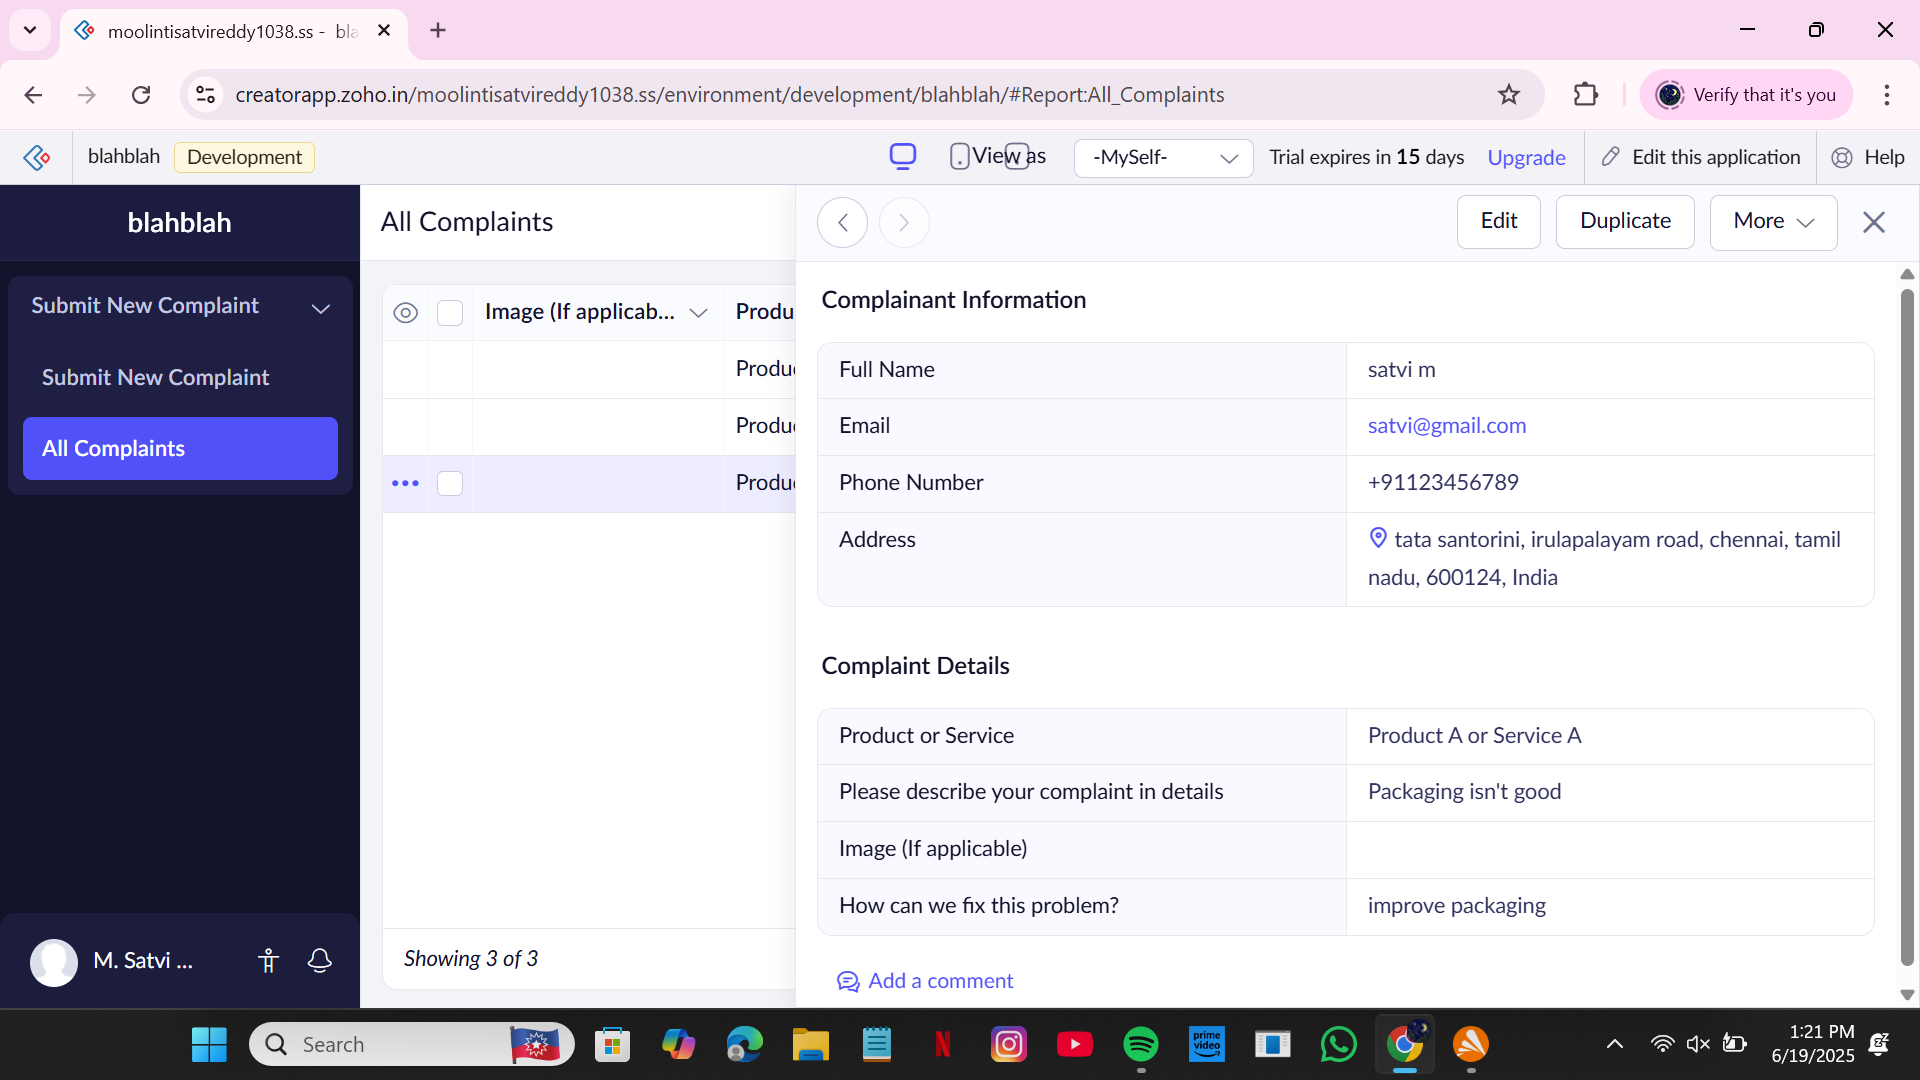 moolintisatvireddy1038.ss - bla
creatorapp.zoho.in/moolintisatvireddy1038.ss/environment/development/blahblah/#Report:All_Complaints
Verify that it's you
blahblah
Development
View as
-MySelf-
Trial expires in 15 days
Upgrade
Edit this application
Help
blahblah
Submit New Complaint
Submit New Complaint
All Complaints
M. Satvi ...
All Complaints
Image (If applicab...
Produ
Produ
Produ
Produ
Showing 3 of 3
Edit
Duplicate
More
Complainant Information
Full Name
satvi m
Email
satvi@gmail.com
Phone Number
+91123456789
Address
tata santorini, irulapalayam road, chennai, tamil
nadu, 600124, India
Complaint Details
Product or Service
Product A or Service A
Please describe your complaint in details
Packaging isn't good
Image (If applicable)
How can we fix this problem?
improve packaging
Add a comment
Search
N
prime
video
1:21 PM
6/19/2025